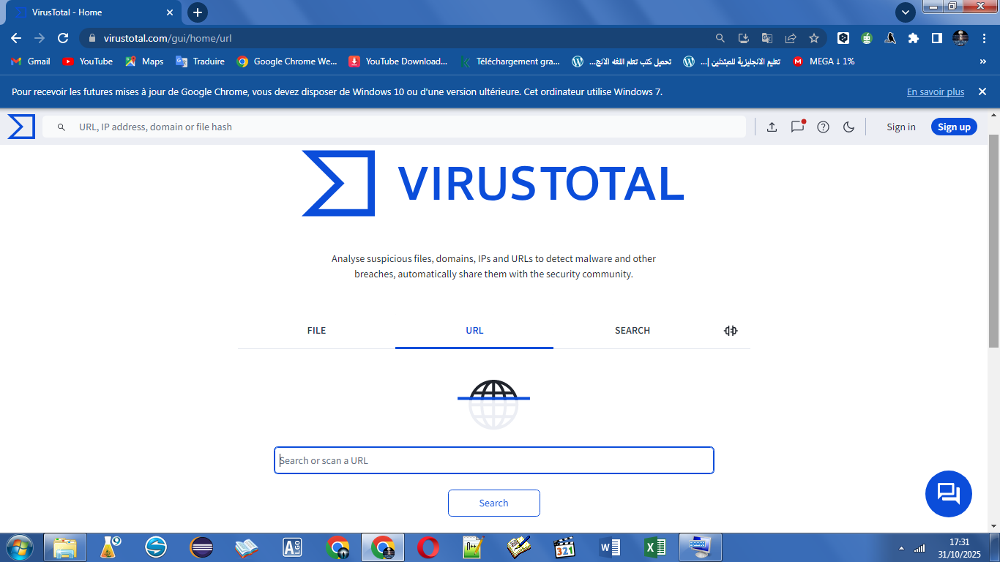 VirusTotal - Home
virustotal.com/gui/home/url
Gmail
YouTube
Maps
Traduire
Google Chrome We...
YouTube Download...
Téléchargement gra...
تحميل كتب تعلم اللغه الانج...
تعليم الانجليزية للمبتدئين |...
MEGA ⇂ 1%
»
Pour recevoir les futures mises à jour de Google Chrome, vous devez disposer de Windows 10 ou d'une version ultérieure. Cet ordinateur utilise Windows 7.
En savoir plus
URL, IP address, domain or file hash
Sign in
Sign up
VIRUSTOTAL
Analyse suspicious files, domains, IPs and URLs to detect malware and other
breaches, automatically share them with the security community.
FILE
URL
SEARCH
Search or scan a URL
Search
17:31
31/10/2025